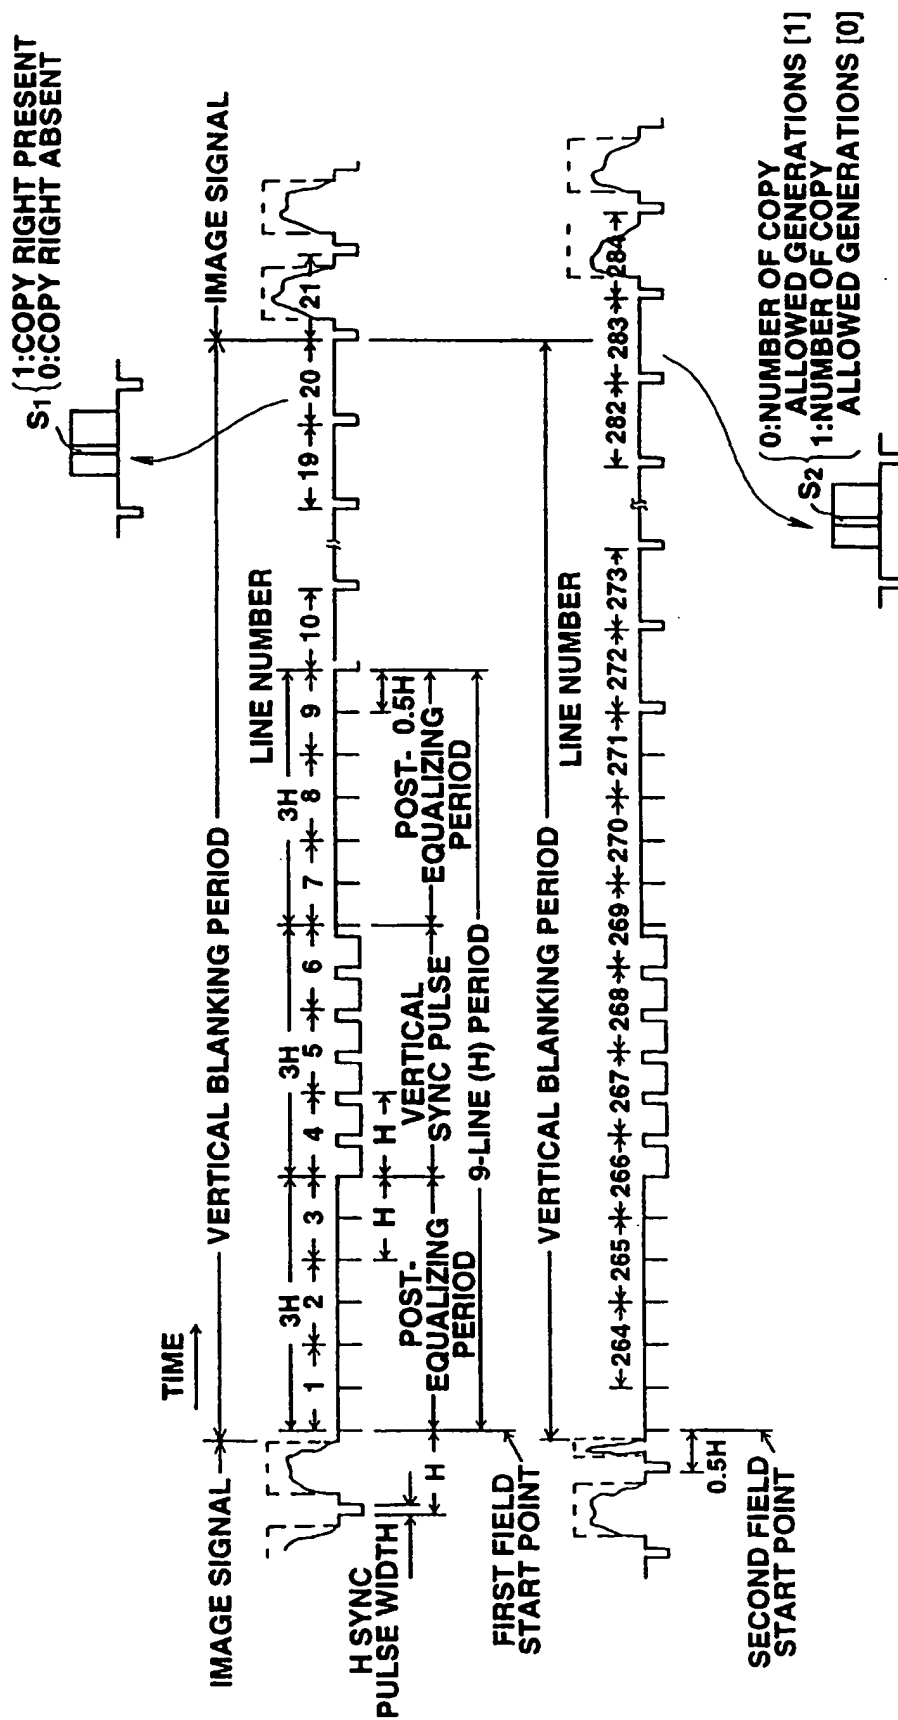 S1 {1:COPY RIGHT PRESENT
0:COPY RIGHT ABSENT
TIME
IMAGE SIGNAL
VERTICAL BLANKING PERIOD
IMAGE SIGNAL
LINE NUMBER
3H
3H
3H
1
2
3
4
5
6
7
8
9
10
19
20
21
H SYNC
PULSE WIDTH
H
H
H
0.5H
POST-
EQUALIZING
PERIOD
VERTICAL
SYNC PULSE
POST-
EQUALIZING
PERIOD
9-LINE (H) PERIOD
FIRST FIELD
START POINT
VERTICAL BLANKING PERIOD
LINE NUMBER
264
265
266
267
268
269
270
271
272
273
282
283
284
0.5H
SECOND FIELD
START POINT
S2 {0:NUMBER OF COPY
ALLOWED GENERATIONS [1]
1:NUMBER OF COPY
ALLOWED GENERATIONS [0]